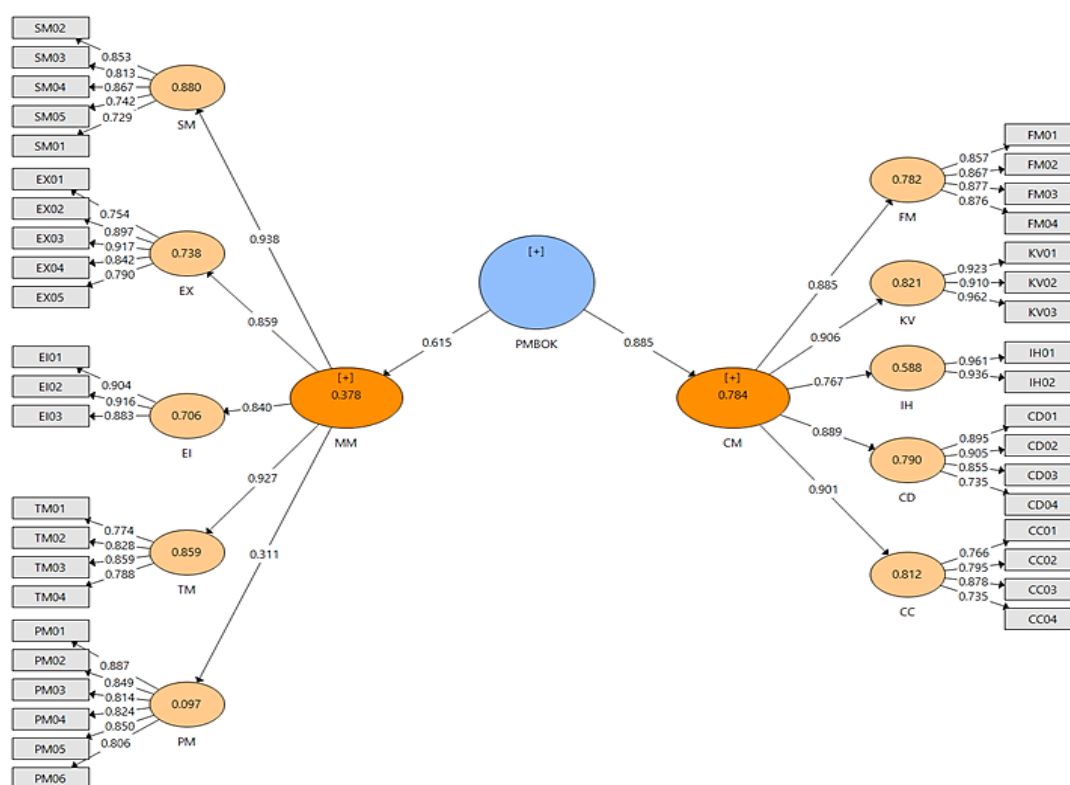 SM02
SM03
SM04
SM05
SM01
0.853
0.813
0.867
0.742
0.729
0.880
SM
EX01
EX02
EX03
EX04
EX05
0.754
0.897
0.917
0.842
0.790
0.738
EX
EI01
EI02
EI03
0.904
0.916
0.883
0.706
EI
TM01
TM02
TM03
TM04
0.774
0.828
0.859
0.788
0.859
TM
PM01
PM02
PM03
PM04
PM05
PM06
0.887
0.849
0.814
0.824
0.850
0.806
0.097
PM
0.938
0.859
0.840
0.927
0.311
[+]
0.378
MM
0.615
[+]
PMBOK
0.885
[+]
0.784
CM
0.885
0.906
0.767
0.889
0.901
0.782
FM
0.857
0.867
0.877
0.876
FM01
FM02
FM03
FM04
0.821
KV
0.923
0.910
0.962
KV01
KV02
KV03
0.588
IH
0.961
0.936
IH01
IH02
0.790
CD
0.895
0.905
0.855
0.735
CD01
CD02
CD03
CD04
0.812
CC
0.766
0.795
0.878
0.735
CC01
CC02
CC03
CC04